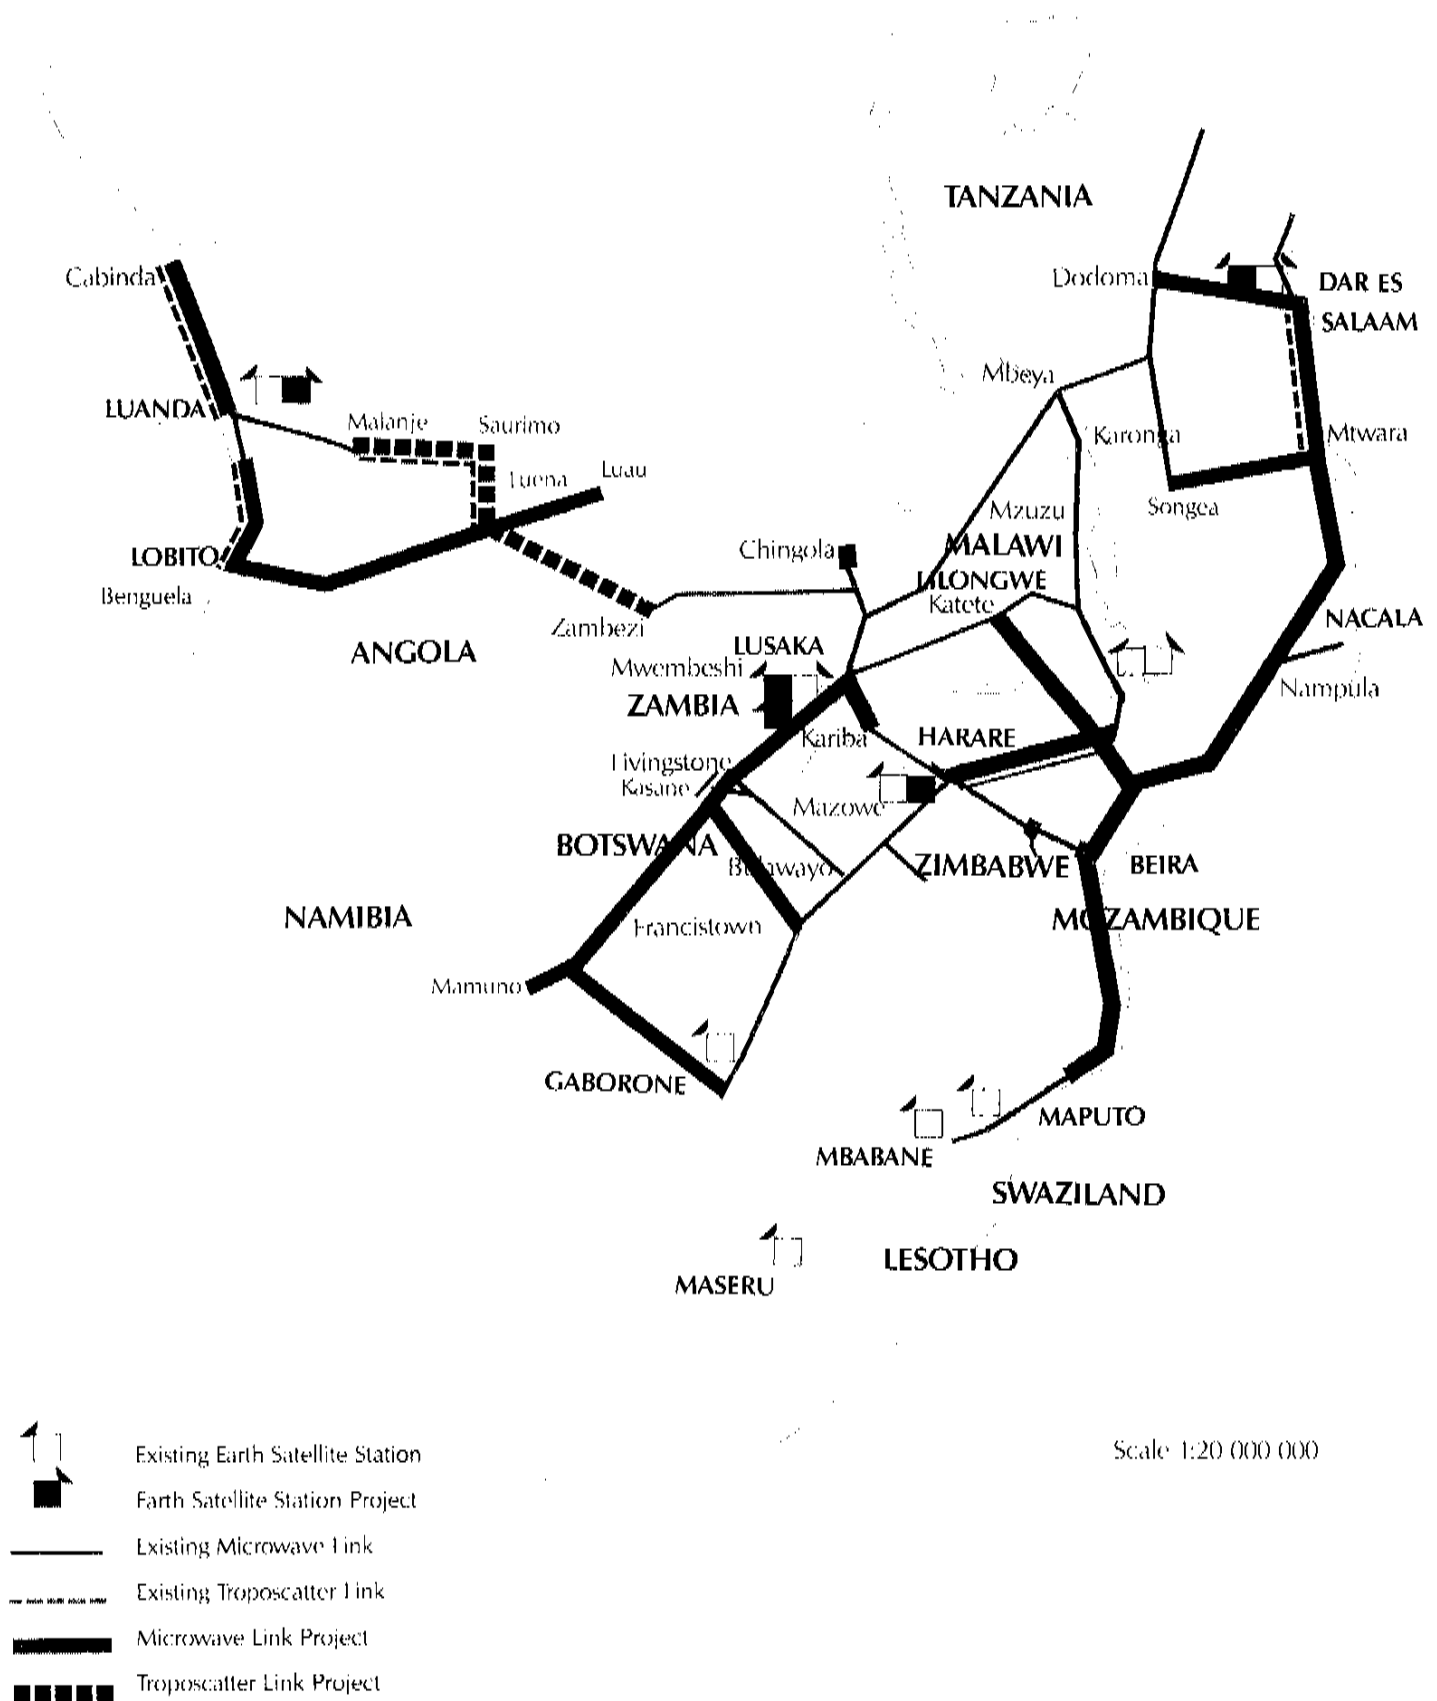 TANZANIA
Cabinda
Dodoma
DAR ES
SALAAM
Mbeya
LUANDA
Malanje
Saurimo
Karonga
Mtwara
Luena
Luau
Songea
Mzuzu
Chingola
MALAWI
LOBITO
LILONGWE
Benguela
Katete
Zambezi
NACALA
ANGOLA
LUSAKA
Mwembeshi
Nampula
ZAMBIA
Kariba
HARARE
Livingstone
Kasane
Mazowe
BOTSWANA
Bulawayo
ZIMBABWE
BEIRA
NAMIBIA
Francistown
MOZAMBIQUE
Mamuno
GABORONE
MAPUTO
MBABANE
SWAZILAND
LESOTHO
MASERU
Existing Earth Satellite Station
Scale 1:20 000 000
Earth Satellite Station Project
Existing Microwave Link
Existing Troposcatter Link
Microwave Link Project
Troposcatter Link Project